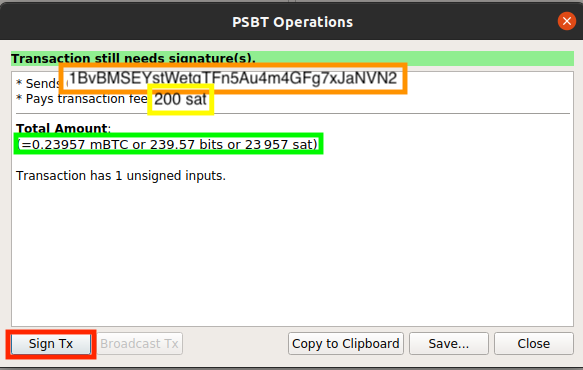 PSBT Operations
Transaction still needs signature(s).
* Sends 1BvBMSEYstWetqTFn5Au4m4GFg7xJaNVN2
* Pays transaction fee 200 sat
Total Amount:
(=0.23957 mBTC or 239.57 bits or 23 957 sat)
Transaction has 1 unsigned inputs.
Sign Tx
Broadcast Tx
Copy to Clipboard
Save...
Close